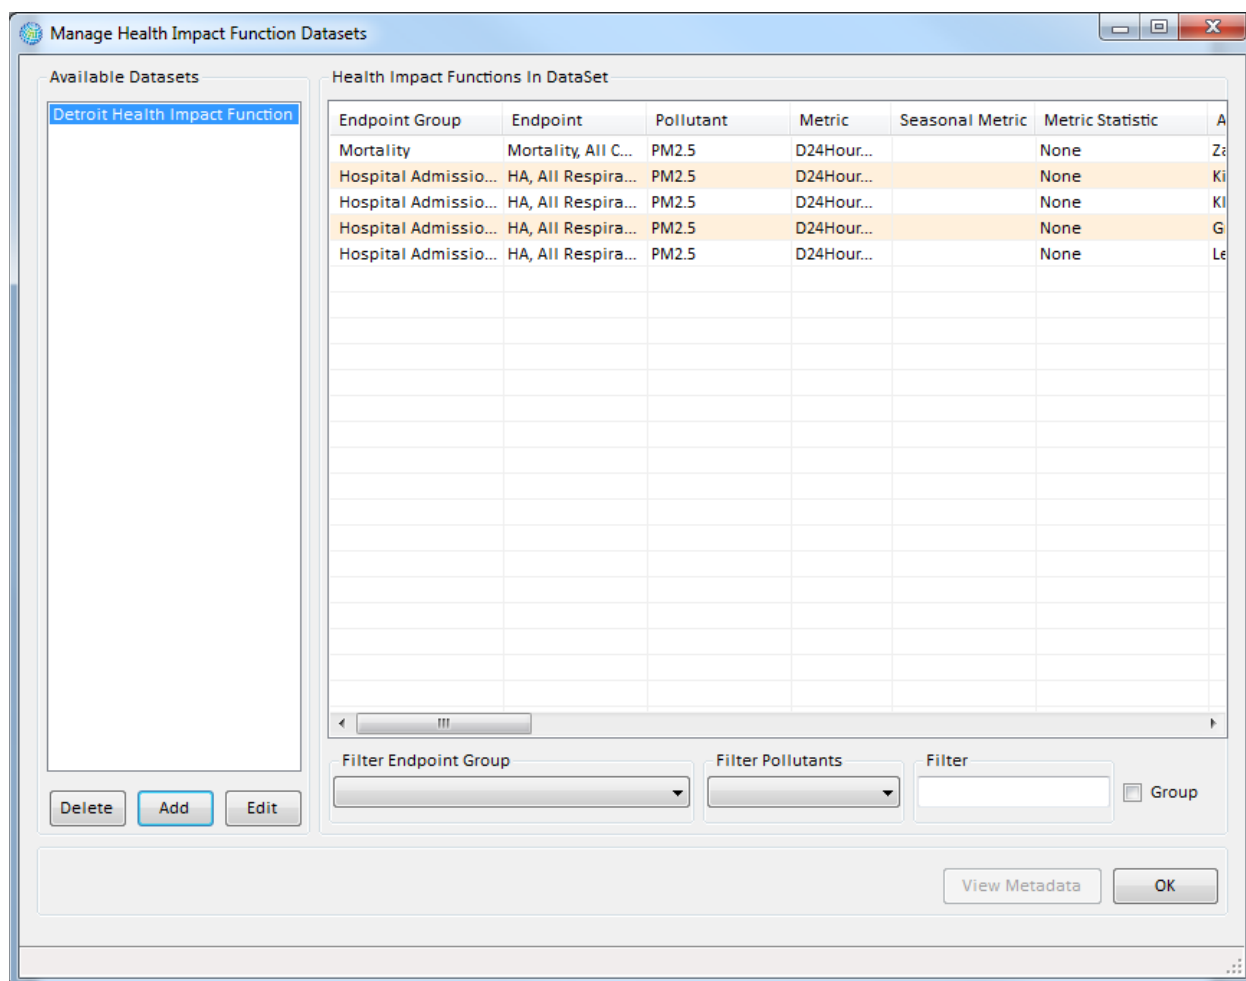 Manage Health Impact Function Datasets
Available Datasets
Detroit Health Impact Function
Delete Add Edit
Health Impact Functions In DataSet
Endpoint Group Endpoint Pollutant Metric Seasonal Metric Metric Statistic A
Mortality Mortality, All C... PM2.5 D24Hour... None Za
Hospital Admissio... HA, All Respira... PM2.5 D24Hour... None Ki
Hospital Admissio... HA, All Respira... PM2.5 D24Hour... None Kl
Hospital Admissio... HA, All Respira... PM2.5 D24Hour... None
Hospital Admissio... HA, All Respira... PM2.5 D24Hour... None Le
Filter Endpoint Group Filter Pollutants Filter
Group
View Metadata OK